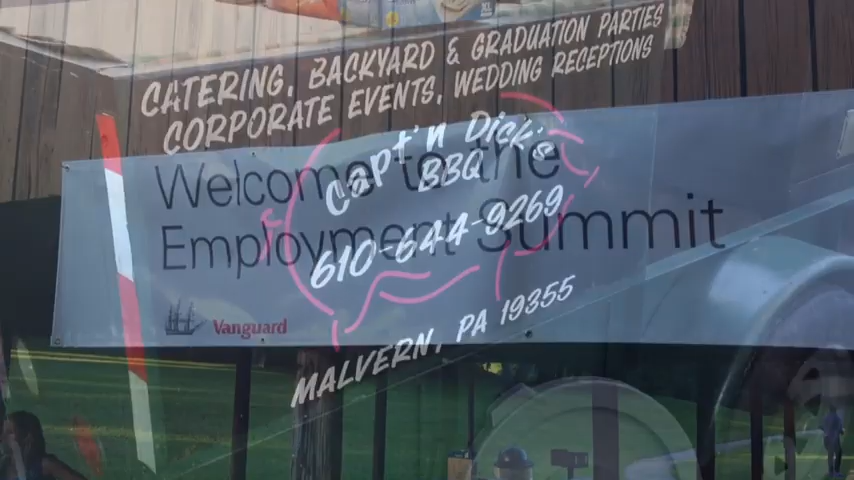 CATERING, BACKYARD & GRADUATION PARTIES
CORPORATE EVENTS, WEDDING RECEPTIONS
Capt'n Dick's
BBQ
610-644-9269
MALVERN, PA 19355
Welcome to the
Employment Summit
Vanguard